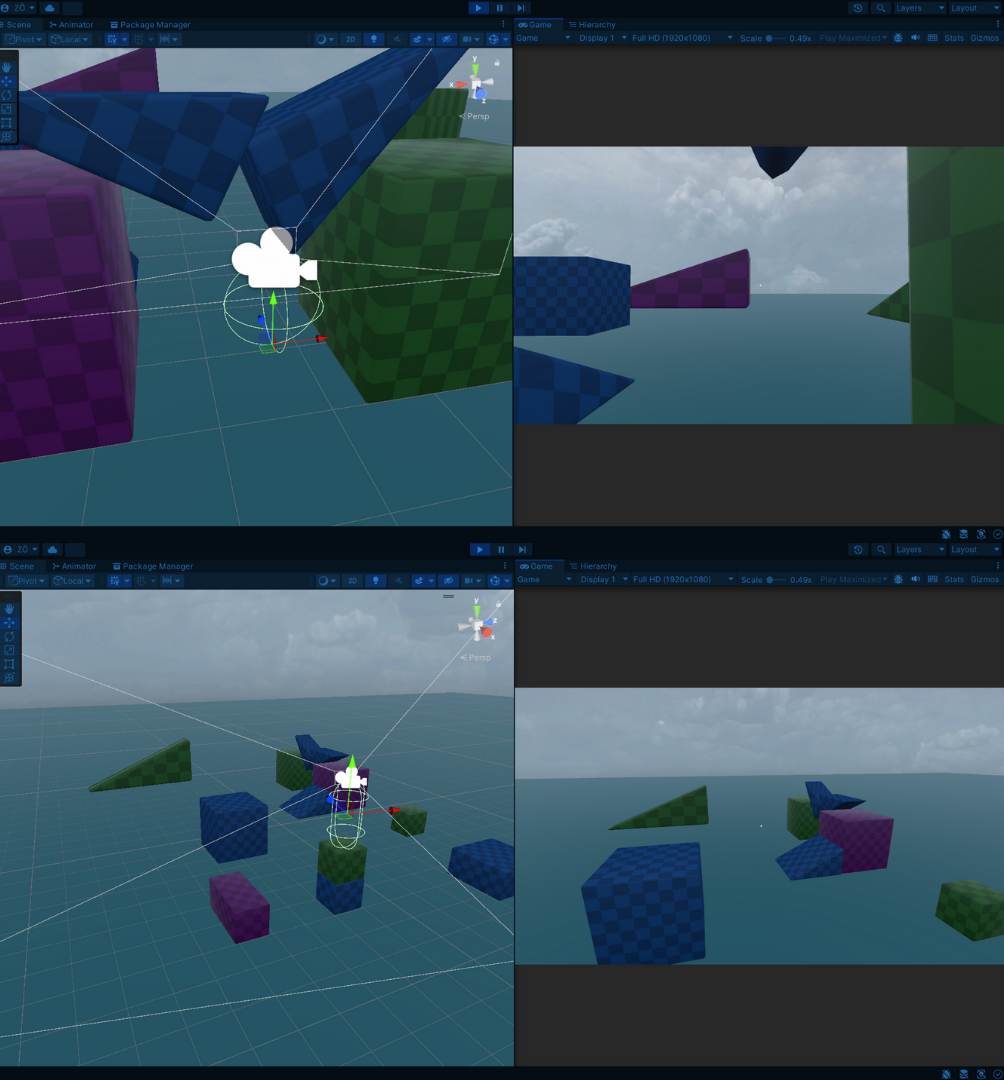 ZÖ Layers Layout
Scene Animator Package Manager Game Hierarchy
Pivot Local 2D Game Display 1 Full HD (1920x1080) Scale 0.49x Play Maximized Stats Gizmos
y
x
z
< Persp
ZÖ Layers Layout
Scene Animator Package Manager Game Hierarchy
Pivot Local 2D Game Display 1 Full HD (1920x1080) Scale 0.49x Play Maximized Stats Gizmos
y
z
x
< Persp